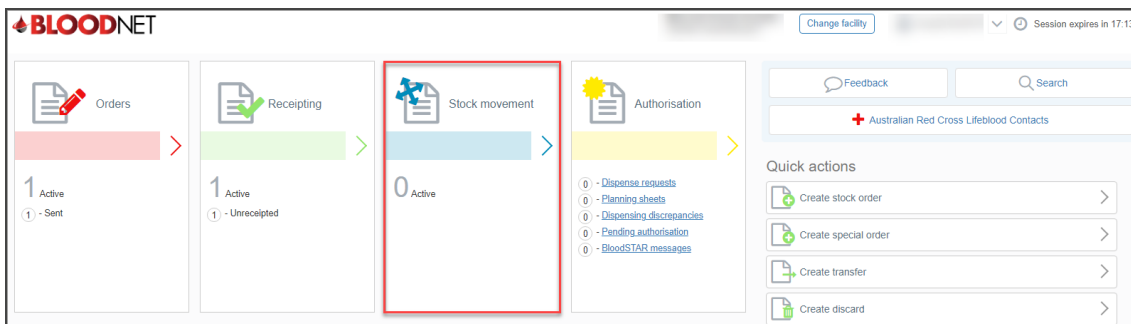 BLOODNET
Change facility
Session expires in 17:13
Orders
1 Active
1 - Sent
Receipting
1 Active
1 - Unreceipted
Stock movement
0 Active
Authorisation
0 - Dispense requests
0 - Planning sheets
0 - Dispensing discrepancies
0 - Pending authorisation
0 - BloodSTAR messages
Feedback
Search
Australian Red Cross Lifeblood Contacts
Quick actions
Create stock order
Create special order
Create transfer
Create discard